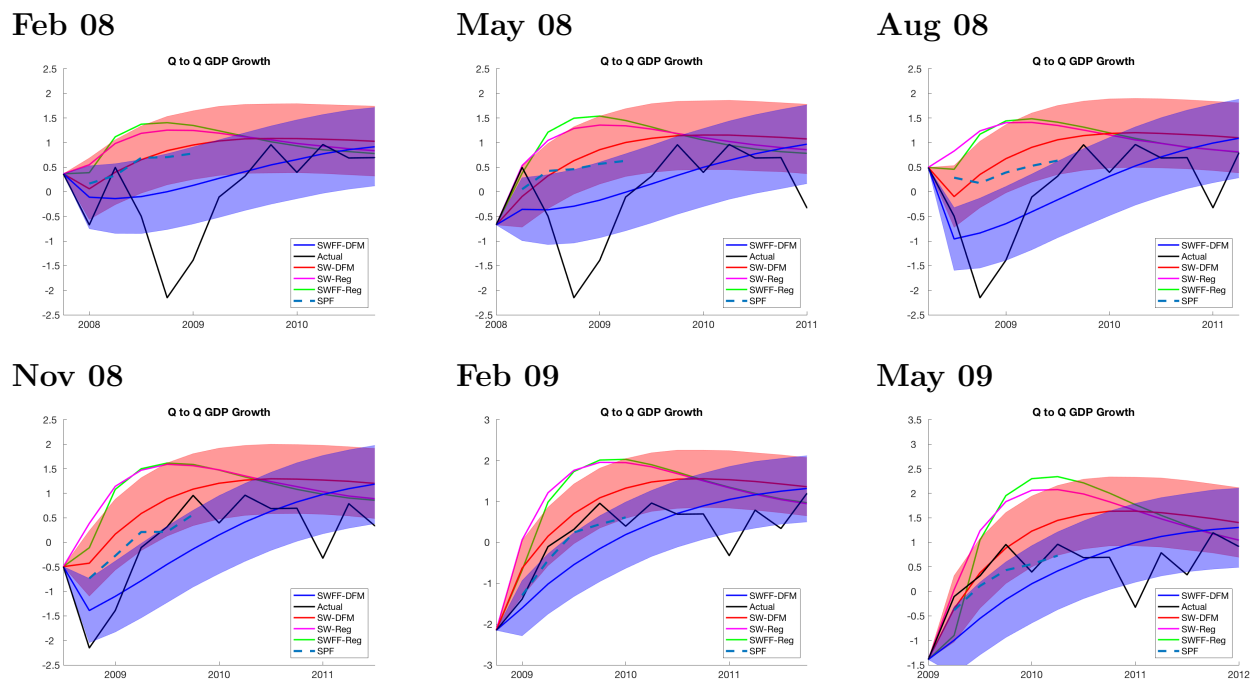 Feb 08
Q to Q GDP Growth
2.5
2
1.5
1
0.5
0
-0.5
-1
-1.5
-2
-2.5
2008
2009
2010
SWFF-DFM
Actual
SW-DFM
SW-Reg
SWFF-Reg
SPF
May 08
Q to Q GDP Growth
2.5
2
1.5
1
0.5
0
-0.5
-1
-1.5
-2
-2.5
2008
2009
2010
2011
SWFF-DFM
Actual
SW-DFM
SW-Reg
SWFF-Reg
SPF
Aug 08
Q to Q GDP Growth
2.5
2
1.5
1
0.5
0
-0.5
-1
-1.5
-2
-2.5
2009
2010
2011
SWFF-DFM
Actual
SW-DFM
SW-Reg
SWFF-Reg
SPF
Nov 08
Q to Q GDP Growth
2.5
2
1.5
1
0.5
0
-0.5
-1
-1.5
-2
-2.5
2009
2010
2011
SWFF-DFM
Actual
SW-DFM
SW-Reg
SWFF-Reg
SPF
Feb 09
Q to Q GDP Growth
3
2
1
0
-1
-2
-3
2009
2010
2011
SWFF-DFM
Actual
SW-DFM
SW-Reg
SWFF-Reg
SPF
May 09
Q to Q GDP Growth
3.5
3
2.5
2
1.5
1
0.5
0
-0.5
-1
-1.5
2009
2010
2011
2012
SWFF-DFM
Actual
SW-DFM
SW-Reg
SWFF-Reg
SPF